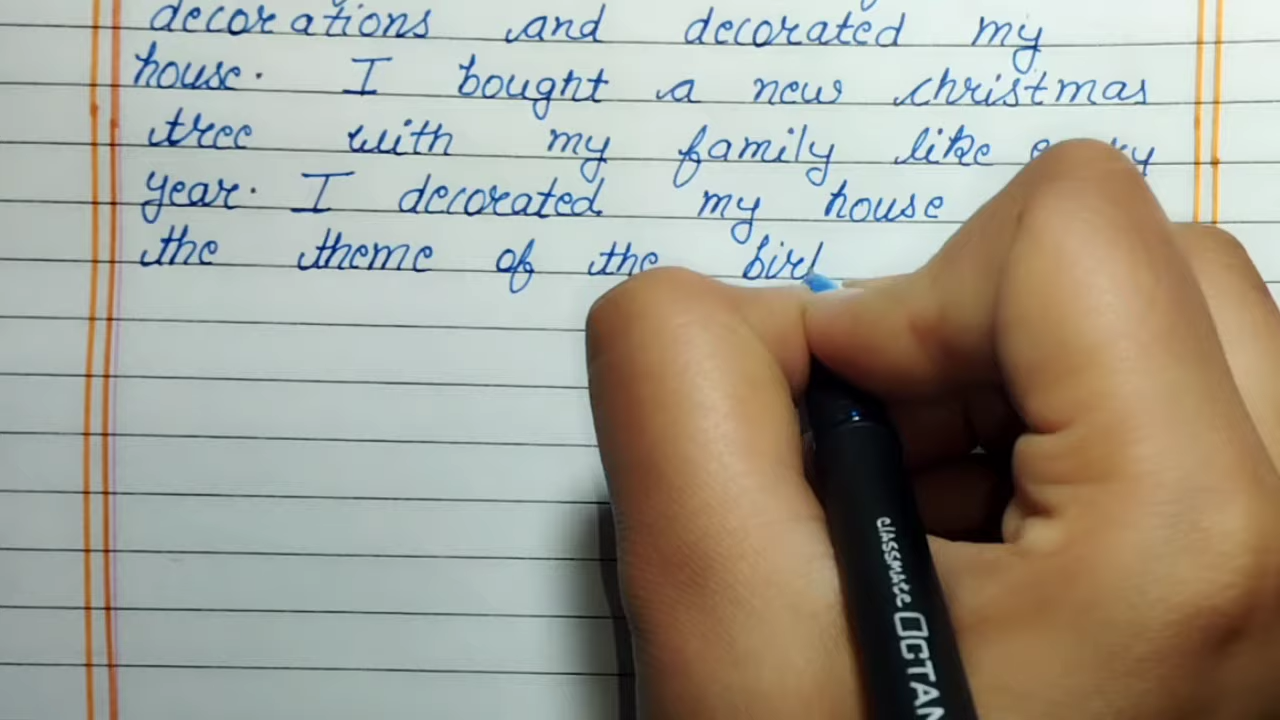 decorations and decorated my
house. I bought a new christmas
tree with my family like
year. I decorated my house
the theme of the
classmate OCTAN